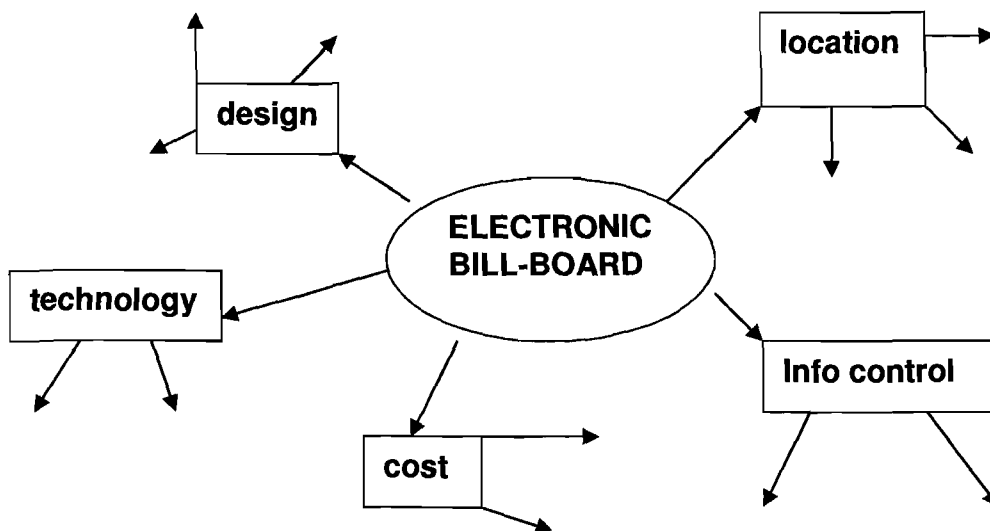 location
design
ELECTRONIC
BILL-BOARD
technology
Info control
cost